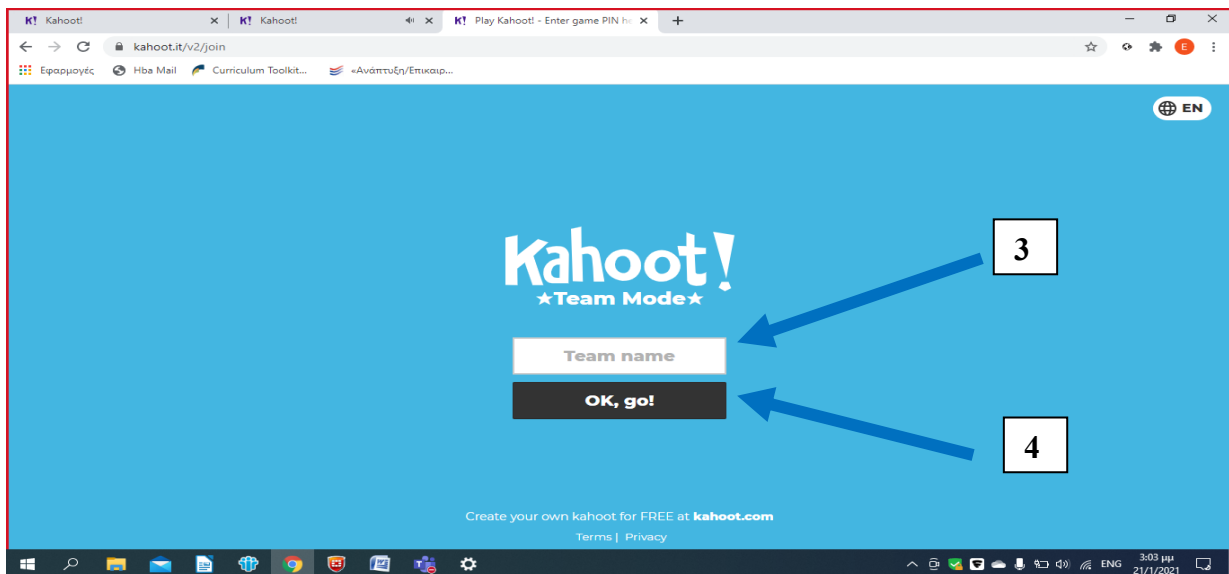 K! Kahoot!
K! Kahoot!
K! Play Kahoot! - Enter game PIN he
kahoot.it/v2/join
E
Εφαρμογές
Hba Mail
Curriculum Toolkit...
«Ανάπτυξη/Επικαιρ...
EN
Kahoot!
★Team Mode★
3
Team name
OK, go!
4
Create your own kahoot for FREE at kahoot.com
Terms | Privacy
ENG
3:03 μμ
21/1/2021